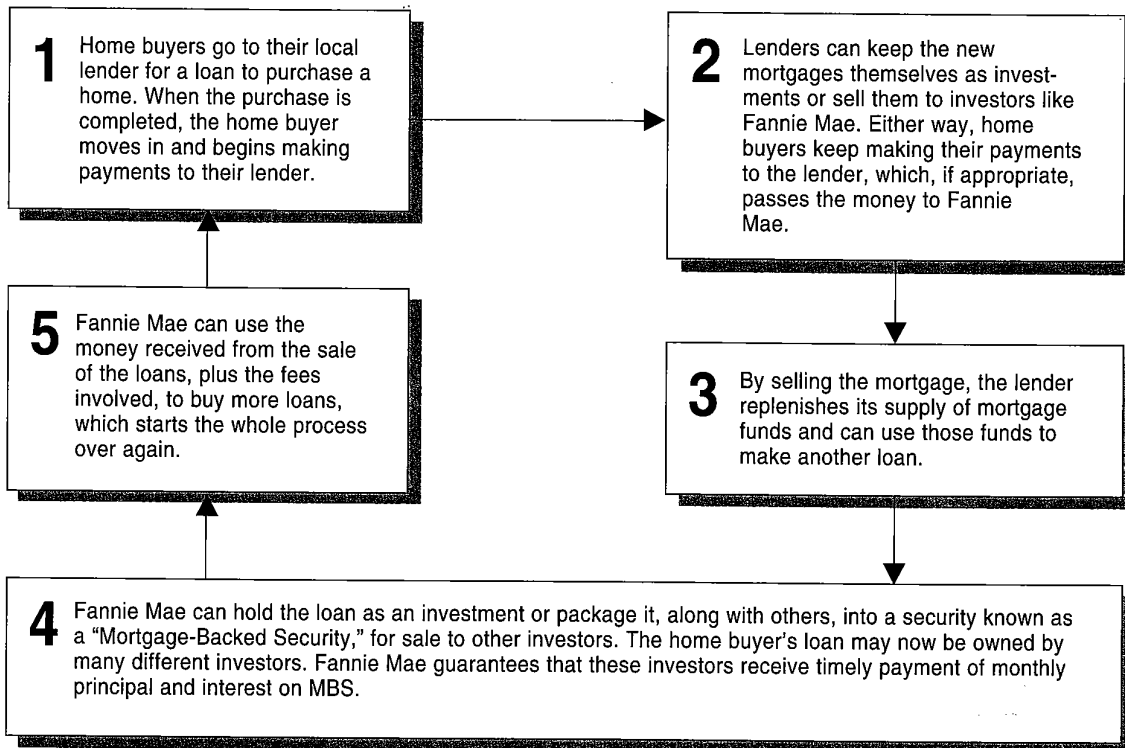 1
Home buyers go to their local
lender for a loan to purchase a
home. When the purchase is
completed, the home buyer
moves in and begins making
payments to their lender.
2
Lenders can keep the new
mortgages themselves as invest-
ments or sell them to investors like
Fannie Mae. Either way, home
buyers keep making their payments
to the lender, which, if appropriate,
passes the money to Fannie
Mae.
3
By selling the mortgage, the lender
replenishes its supply of mortgage
funds and can use those funds to
make another loan.
4
Fannie Mae can hold the loan as an investment or package it, along with others, into a security known as
a “Mortgage-Backed Security,” for sale to other investors. The home buyer’s loan may now be owned by
many different investors. Fannie Mae guarantees that these investors receive timely payment of monthly
principal and interest on MBS.
5
Fannie Mae can use the
money received from the sale
of the loans, plus the fees
involved, to buy more loans,
which starts the whole process
over again.